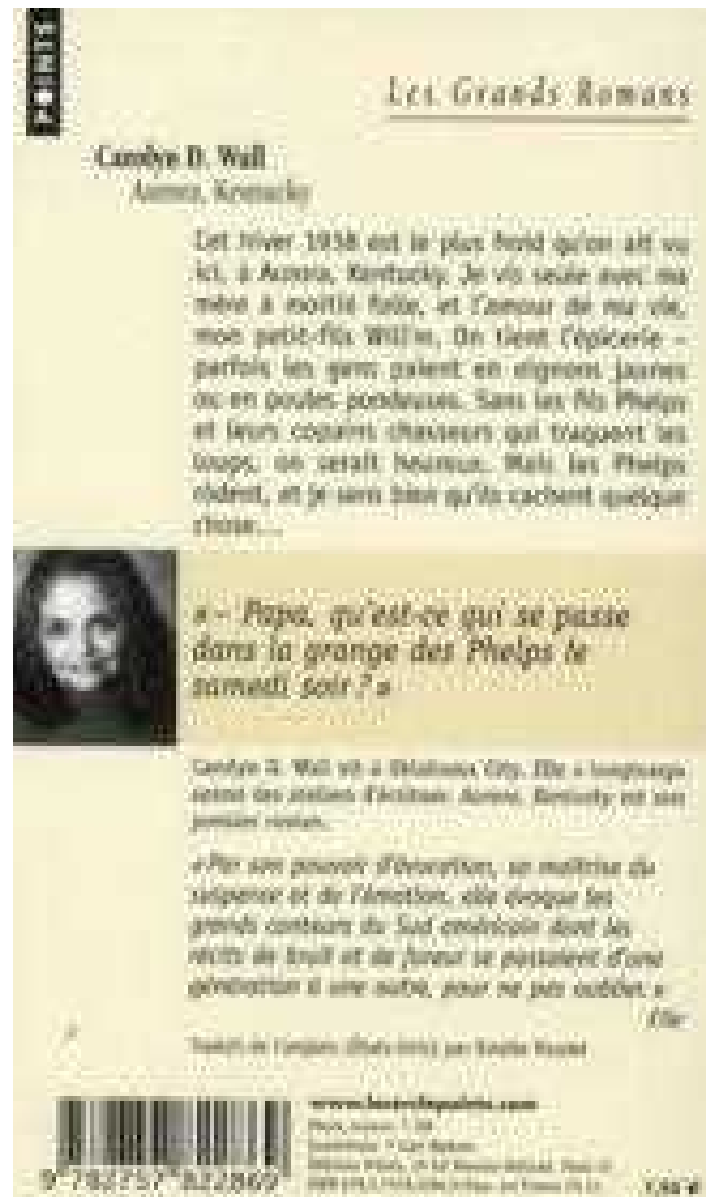 POINTS
Les Grands Romans
Carolyn D. Wall
Aurora, Kentucky
Cet hiver 1938 est le plus froid qu'on ait vu
ici, à Aurora, Kentucky. Je vis seule avec ma
mère à moitié folle, et l'amour de ma vie,
mon petit-fils Will'm. On tient l'épicerie –
parfois les gens paient en oignons jaunes
ou en poules pondeuses. Sans les fils Phelps
et leurs copains chasseurs qui traquent les
loups, on serait heureux. Mais les Phelps
rôdent, et je sens bien qu'ils cachent quelque
chose...
« – Papa, qu'est-ce qui se passe
dans la grange des Phelps le
samedi soir ? »
Carolyn D. Wall vit à Oklahoma City. Elle a longtemps
animé des ateliers d'écriture. Aurora, Kentucky est son
premier roman.
« Par son pouvoir d'évocation, sa maîtrise du
suspense et de l'émotion, elle évoque les
grands conteurs du Sud américain dont les
récits de bruit et de fureur se passaient d'une
génération à une autre, pour ne pas oublier. »
Elle
Traduit de l'anglais (États-Unis) par
www.lecerclepoints.com
9 782757 822869